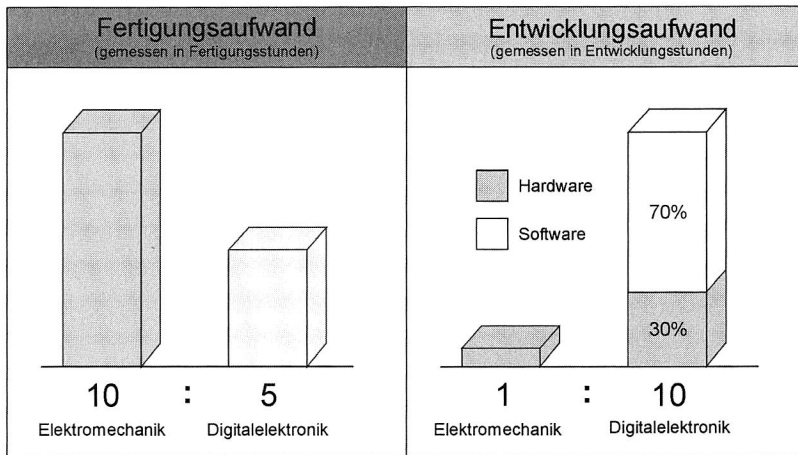 Fertigungsaufwand
(gemessen in Fertigungsstunden)
10 : 5
Elektromechanik Digitalelektronik
Entwicklungsaufwand
(gemessen in Entwicklungsstunden)
Hardware
Software
70%
30%
1 : 10
Elektromechanik Digitalelektronik